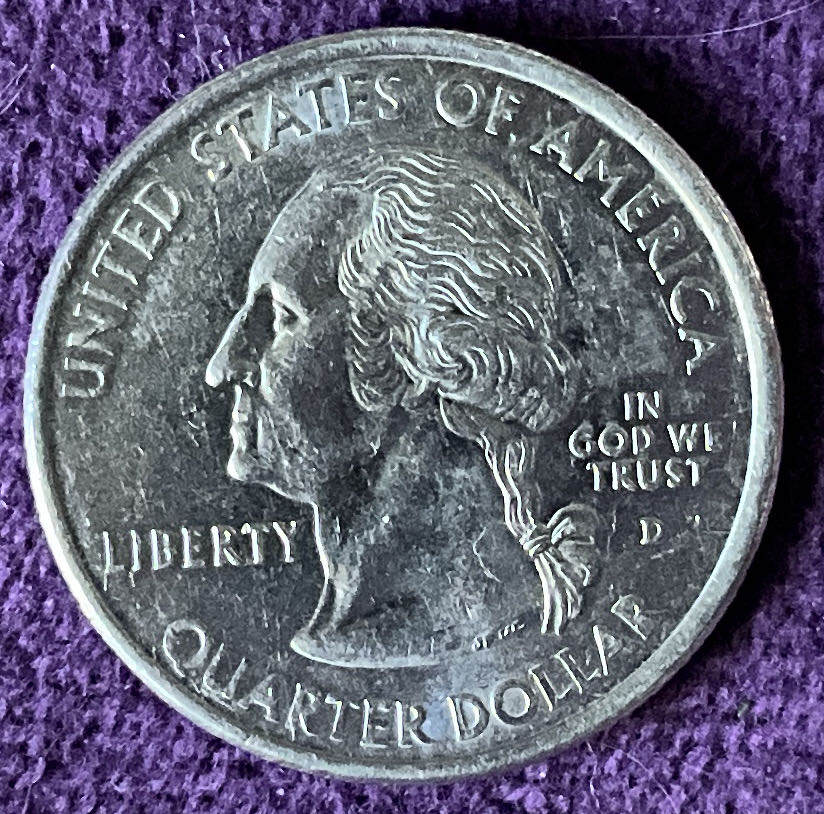 UNITED STATES OF AMERICA
IN
GOD WE
TRUST
LIBERTY
D
QUARTER DOLLAR